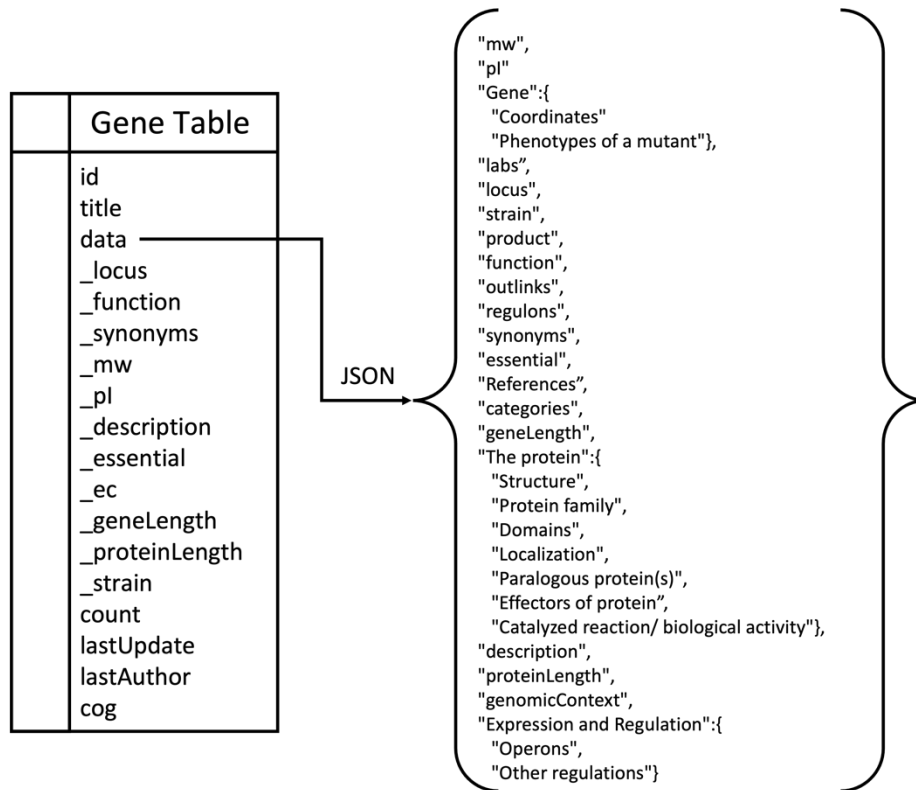 Gene Table
id
title
data
_locus
_function
_synonyms
_mw
_pI
_description
_essential
_ec
_geneLength
_proteinLength
_strain
count
lastUpdate
lastAuthor
cog
JSON
"mw",
"pI"
"Gene":{
"Coordinates"
"Phenotypes of a mutant"},
"labs”,
"locus",
"strain",
"product",
"function",
"outlinks",
"regulons",
"synonyms",
"essential",
"References”,
"categories",
"geneLength",
"The protein":{
"Structure",
"Protein family",
"Domains",
"Localization",
"Paralogous protein(s)",
"Effectors of protein”,
"Catalyzed reaction/ biological activity"},
"description",
"proteinLength",
"genomicContext",
"Expression and Regulation":{
"Operons",
"Other regulations"}